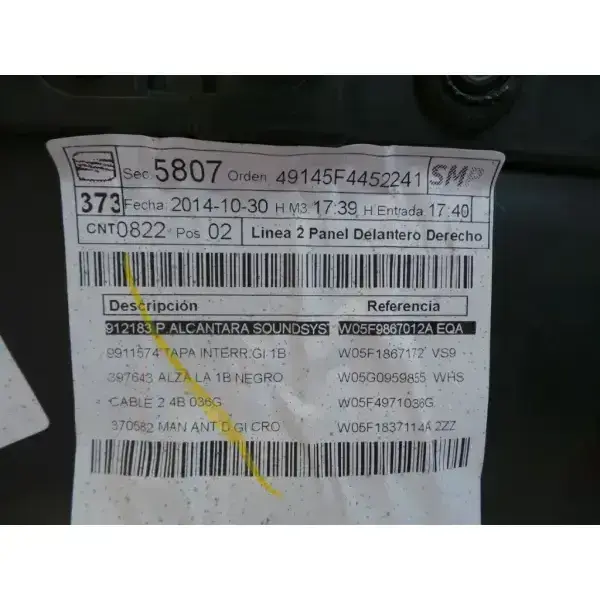 Sec 5807 Orden 49145F4452241 SMP
373 Fecha 2014-10-30 H M3 17:39 H Entrada 17:40
CNT0822 Pos 02 Linea 2 Panel Delantero Derecho
Descripción Referencia
912183 P.ALCANTARA SOUNDSYST W05F9867012A EQA
9911574 TAPA INTERR.GI 1B W05F1867172 VS9
397643 ALZA LA 1B NEGRO W05G0959855 WHS
CABLE 2 4B 036G W05F4971036G
370582 MAN ANT D GI CRO W05F1837114A 2ZZ